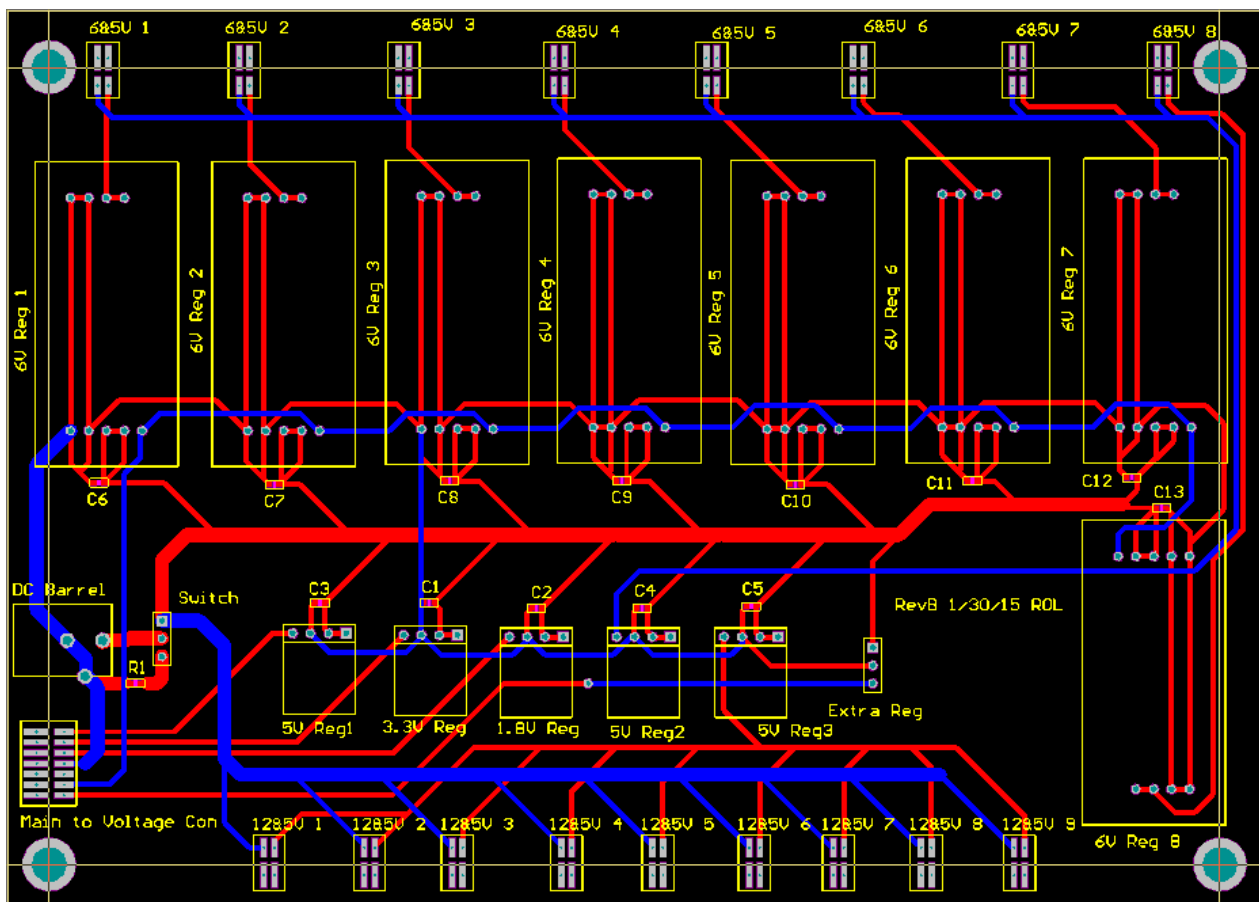 6&5V 1
6&5V 2
6&5V 3
6&5V 4
6&5V 5
6&5V 6
6&5V 7
6&5V 8
6V Reg 1
6V Reg 2
6V Reg 3
6V Reg 4
6V Reg 5
6V Reg 6
6V Reg 7
C6
C7
C8
C9
C10
C11
C12
C13
DC Barrel
Switch
C3
C1
C2
C4
C5
RevB 1/30/15 ROL
R1
5V Reg1
3.3V Reg
1.8V Reg
5V Reg2
5V Reg3
Extra Reg
Main to Voltage Con
12&5V 1
12&5V 2
12&5V 3
12&5V 4
12&5V 5
12&5V 6
12&5V 7
12&5V 8
12&5V 9
6V Reg 8